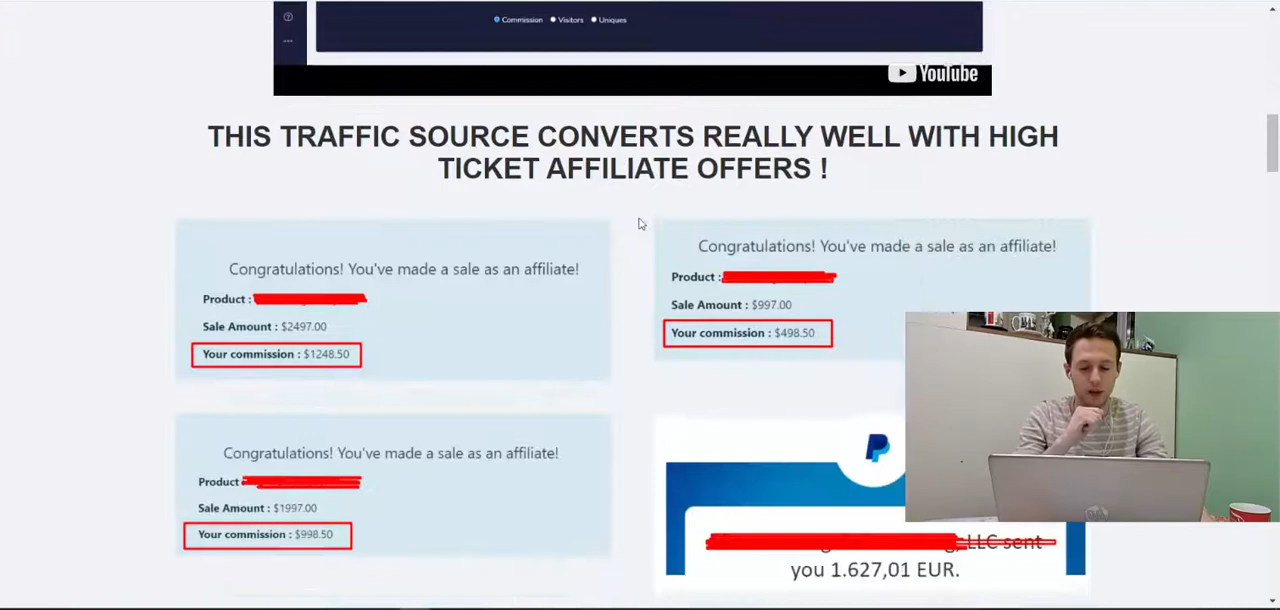 Commission Visitors Uniques
YouTube
THIS TRAFFIC SOURCE CONVERTS REALLY WELL WITH HIGH
TICKET AFFILIATE OFFERS !
Congratulations! You've made a sale as an affiliate!
Product :
Sale Amount : $2497.00
Your commission : $1248.50
Congratulations! You've made a sale as an affiliate!
Product :
Sale Amount : $997.00
Your commission : $498.50
Congratulations! You've made a sale as an affiliate!
Product
Sale Amount : $1997.00
Your commission : $998.50
LLC sent
you 1.627,01 EUR.